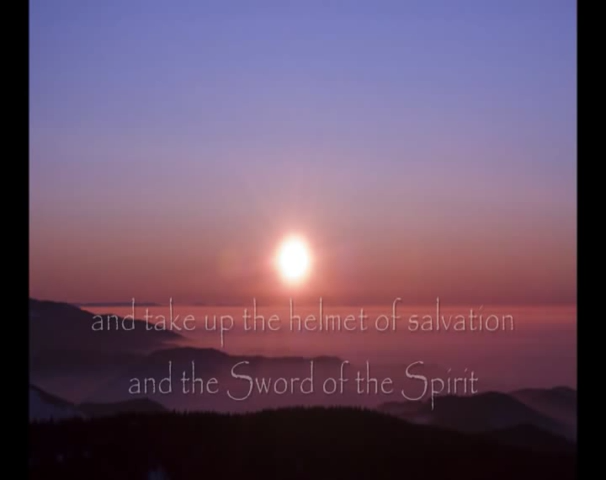 and take up the helmet of salvation
and the Sword of the Spirit